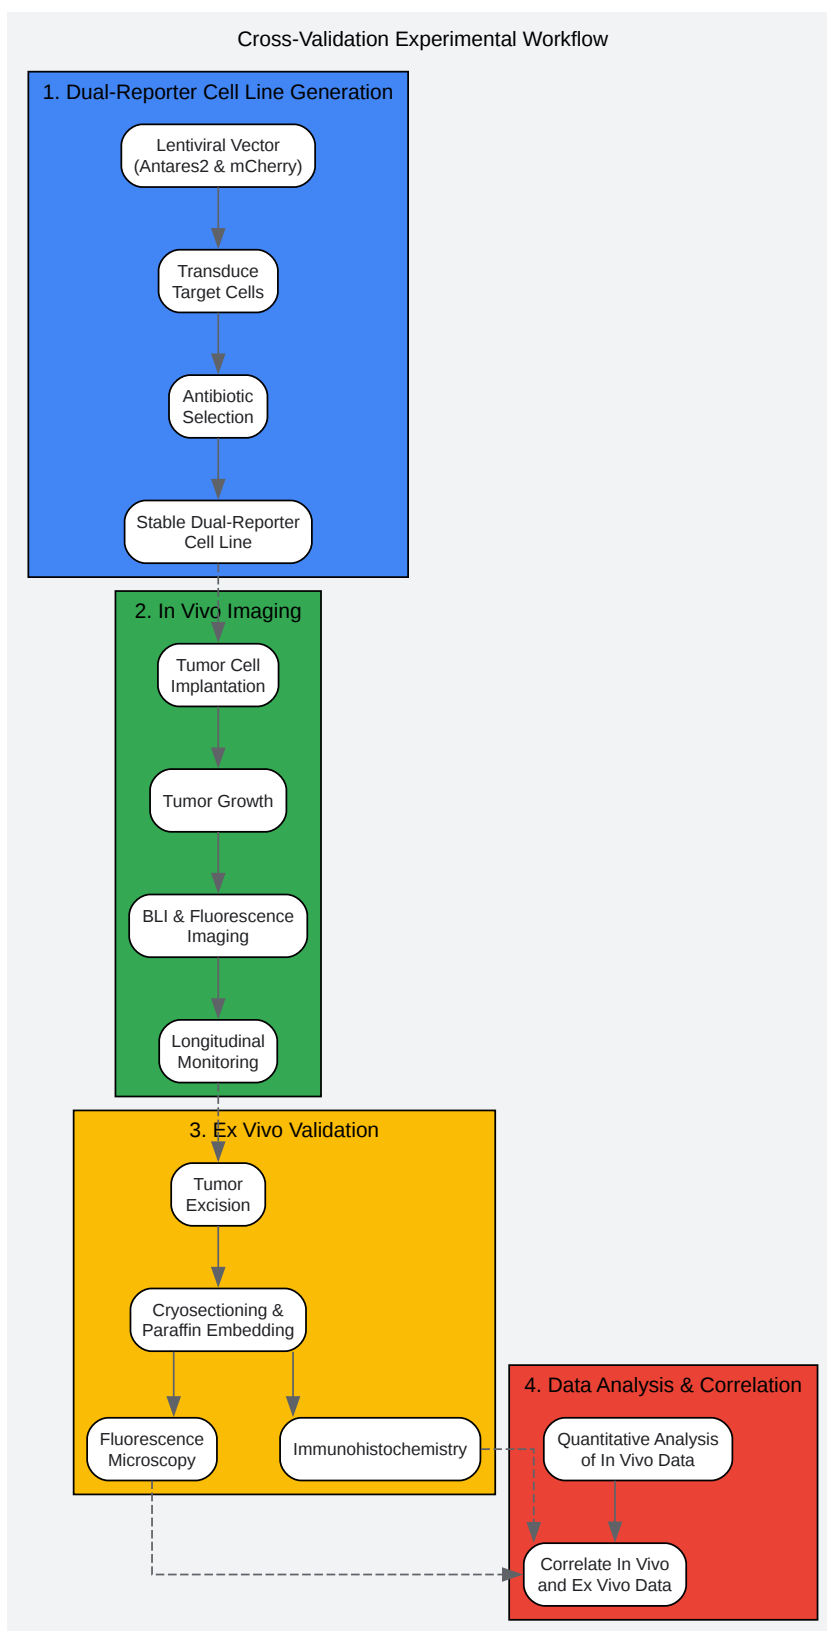 Cross-Validation Experimental Workflow
1. Dual-Reporter Cell Line Generation
Lentiviral Vector
(Antares2 & mCherry)
Transduce
Target Cells
Antibiotic
Selection
Stable Dual-Reporter
Cell Line
2. In Vivo Imaging
Tumor Cell
Implantation
Tumor Growth
BLI & Fluorescence
Imaging
Longitudinal
Monitoring
3. Ex Vivo Validation
Tumor
Excision
Cryosectioning &
Paraffin Embedding
Fluorescence
Microscopy
Immunohistochemistry
4. Data Analysis & Correlation
Quantitative Analysis
of In Vivo Data
Correlate In Vivo
and Ex Vivo Data